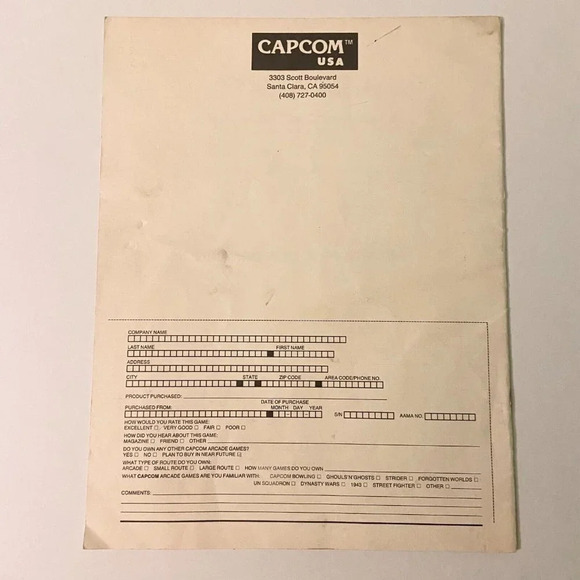 CAPCOM™
USA
3303 Scott Boulevard
Santa Clara, CA 95054
(408) 727-0400
COMPANY NAME
LAST NAME FIRST NAME
ADDRESS
CITY STATE ZIP CODE AREA CODE/PHONE NO.
PRODUCT PURCHASED:
DATE OF PURCHASE
PURCHASED FROM: MONTH DAY YEAR S/N AAMA NO.
HOW WOULD YOU RATE THIS GAME:
EXCELLENT □ VERY GOOD □ FAIR □ POOR □
HOW DID YOU HEAR ABOUT THIS GAME:
MAGAZINE □ FRIEND □ OTHER
DO YOU OWN ANY OTHER CAPCOM ARCADE GAMES?
YES □ NO □ PLAN TO BUY IN NEAR FUTURE □
WHAT TYPE OF ROUTE DO YOU OWN:
ARCADE □ SMALL ROUTE □ LARGE ROUTE □ HOW MANY GAMES DO YOU OWN
WHAT CAPCOM ARCADE GAMES ARE YOU FAMILIAR WITH: CAPCOM BOWLING □ GHOULS'N'GHOSTS □ STRIDER □ FORGOTTEN WORLDS □
UN SQUADRON □ DYNASTY WARS □ 1943 □ STREET FIGHTER □ OTHER □
COMMENTS: